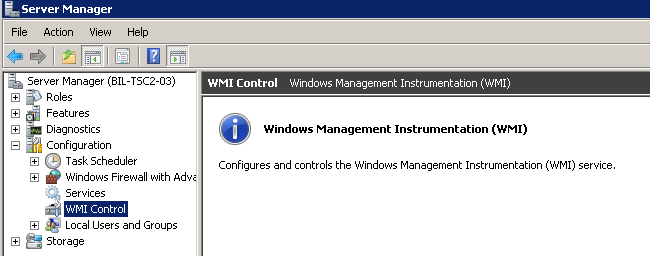 Server Manager
File Action View Help
Server Manager (BIL-TSC2-03)
Roles
Features
Diagnostics
Configuration
Task Scheduler
Windows Firewall with Adva
Services
WMI Control
Local Users and Groups
Storage
WMI Control Windows Management Instrumentation (WMI)
Windows Management Instrumentation (WMI)
Configures and controls the Windows Management Instrumentation (WMI) service.